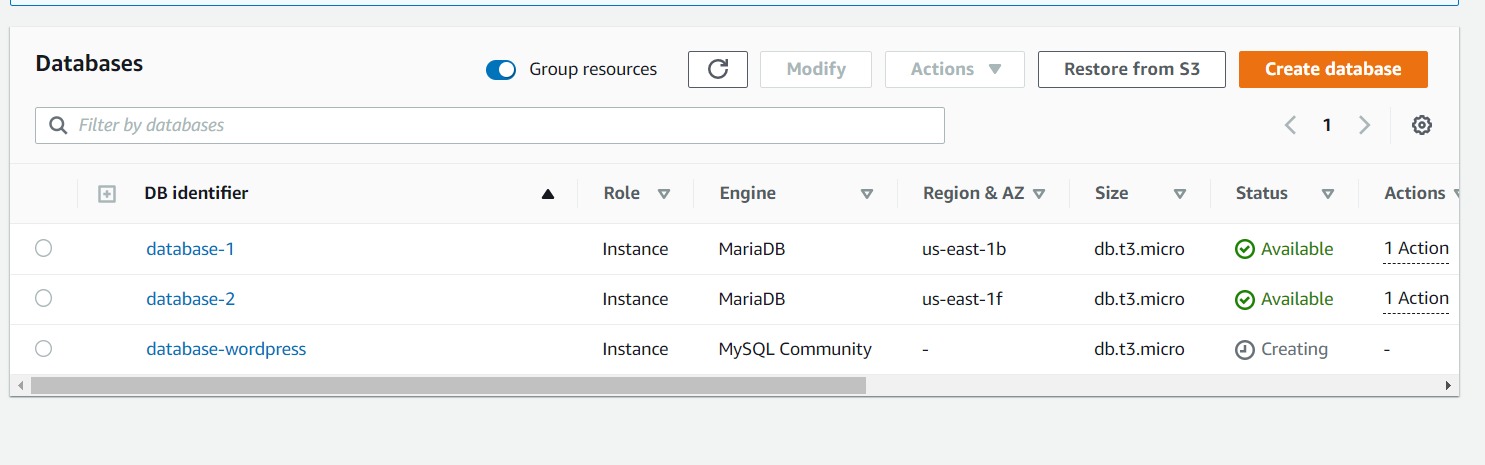 Databases
Group resources
Modify
Actions
Restore from S3
Create database
Filter by databases
1
DB identifier Role Engine Region & AZ Size Status Actions
database-1 Instance MariaDB us-east-1b db.t3.micro Available 1 Action
database-2 Instance MariaDB us-east-1f db.t3.micro Available 1 Action
database-wordpress Instance MySQL Community - db.t3.micro Creating -